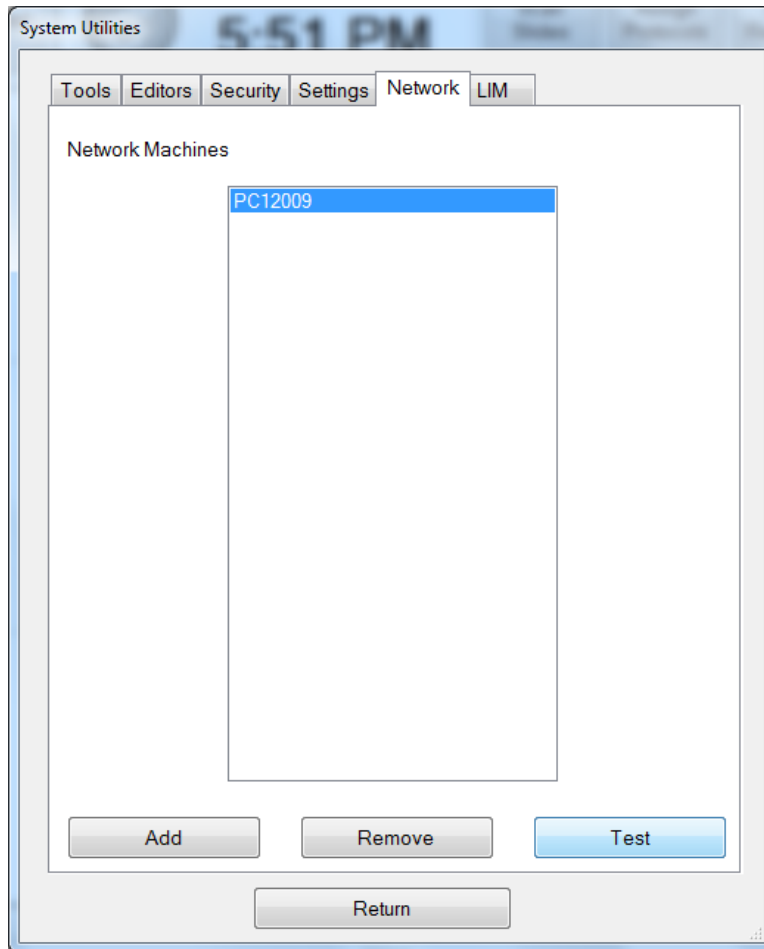 System Utilities
5:51 PM
Tools Editors Security Settings Network LIM
Network Machines
PC12009
Add Remove Test
Return